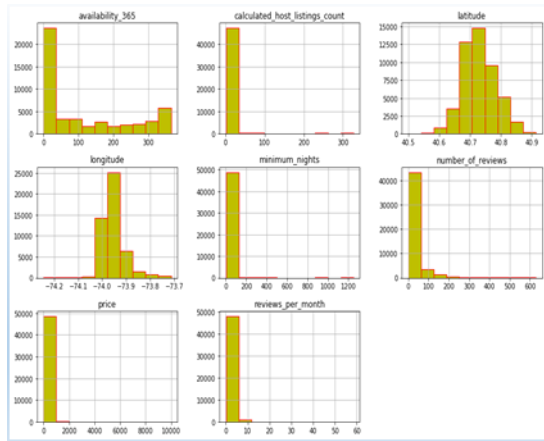 availability_365
calculated_host_listings_count
latitude
20000
15000
10000
5000
0
0 100 200 300
40000
30000
20000
10000
0
0 100 200 300
15000
12500
10000
7500
5000
2500
0
40.5 40.6 40.7 40.8 40.9
longitude
minimum_nights
number_of_reviews
25000
20000
15000
10000
5000
0
−74.2 −74.1 −74.0 −73.9 −73.8 −73.7
50000
40000
30000
20000
10000
0
0 200 400 600 800 1000 1200
40000
30000
20000
10000
0
0 100 200 300 400 500 600
price
reviews_per_month
50000
40000
30000
20000
10000
0
0 2000 4000 6000 8000 10000
50000
40000
30000
20000
10000
0
0 10 20 30 40 50 60